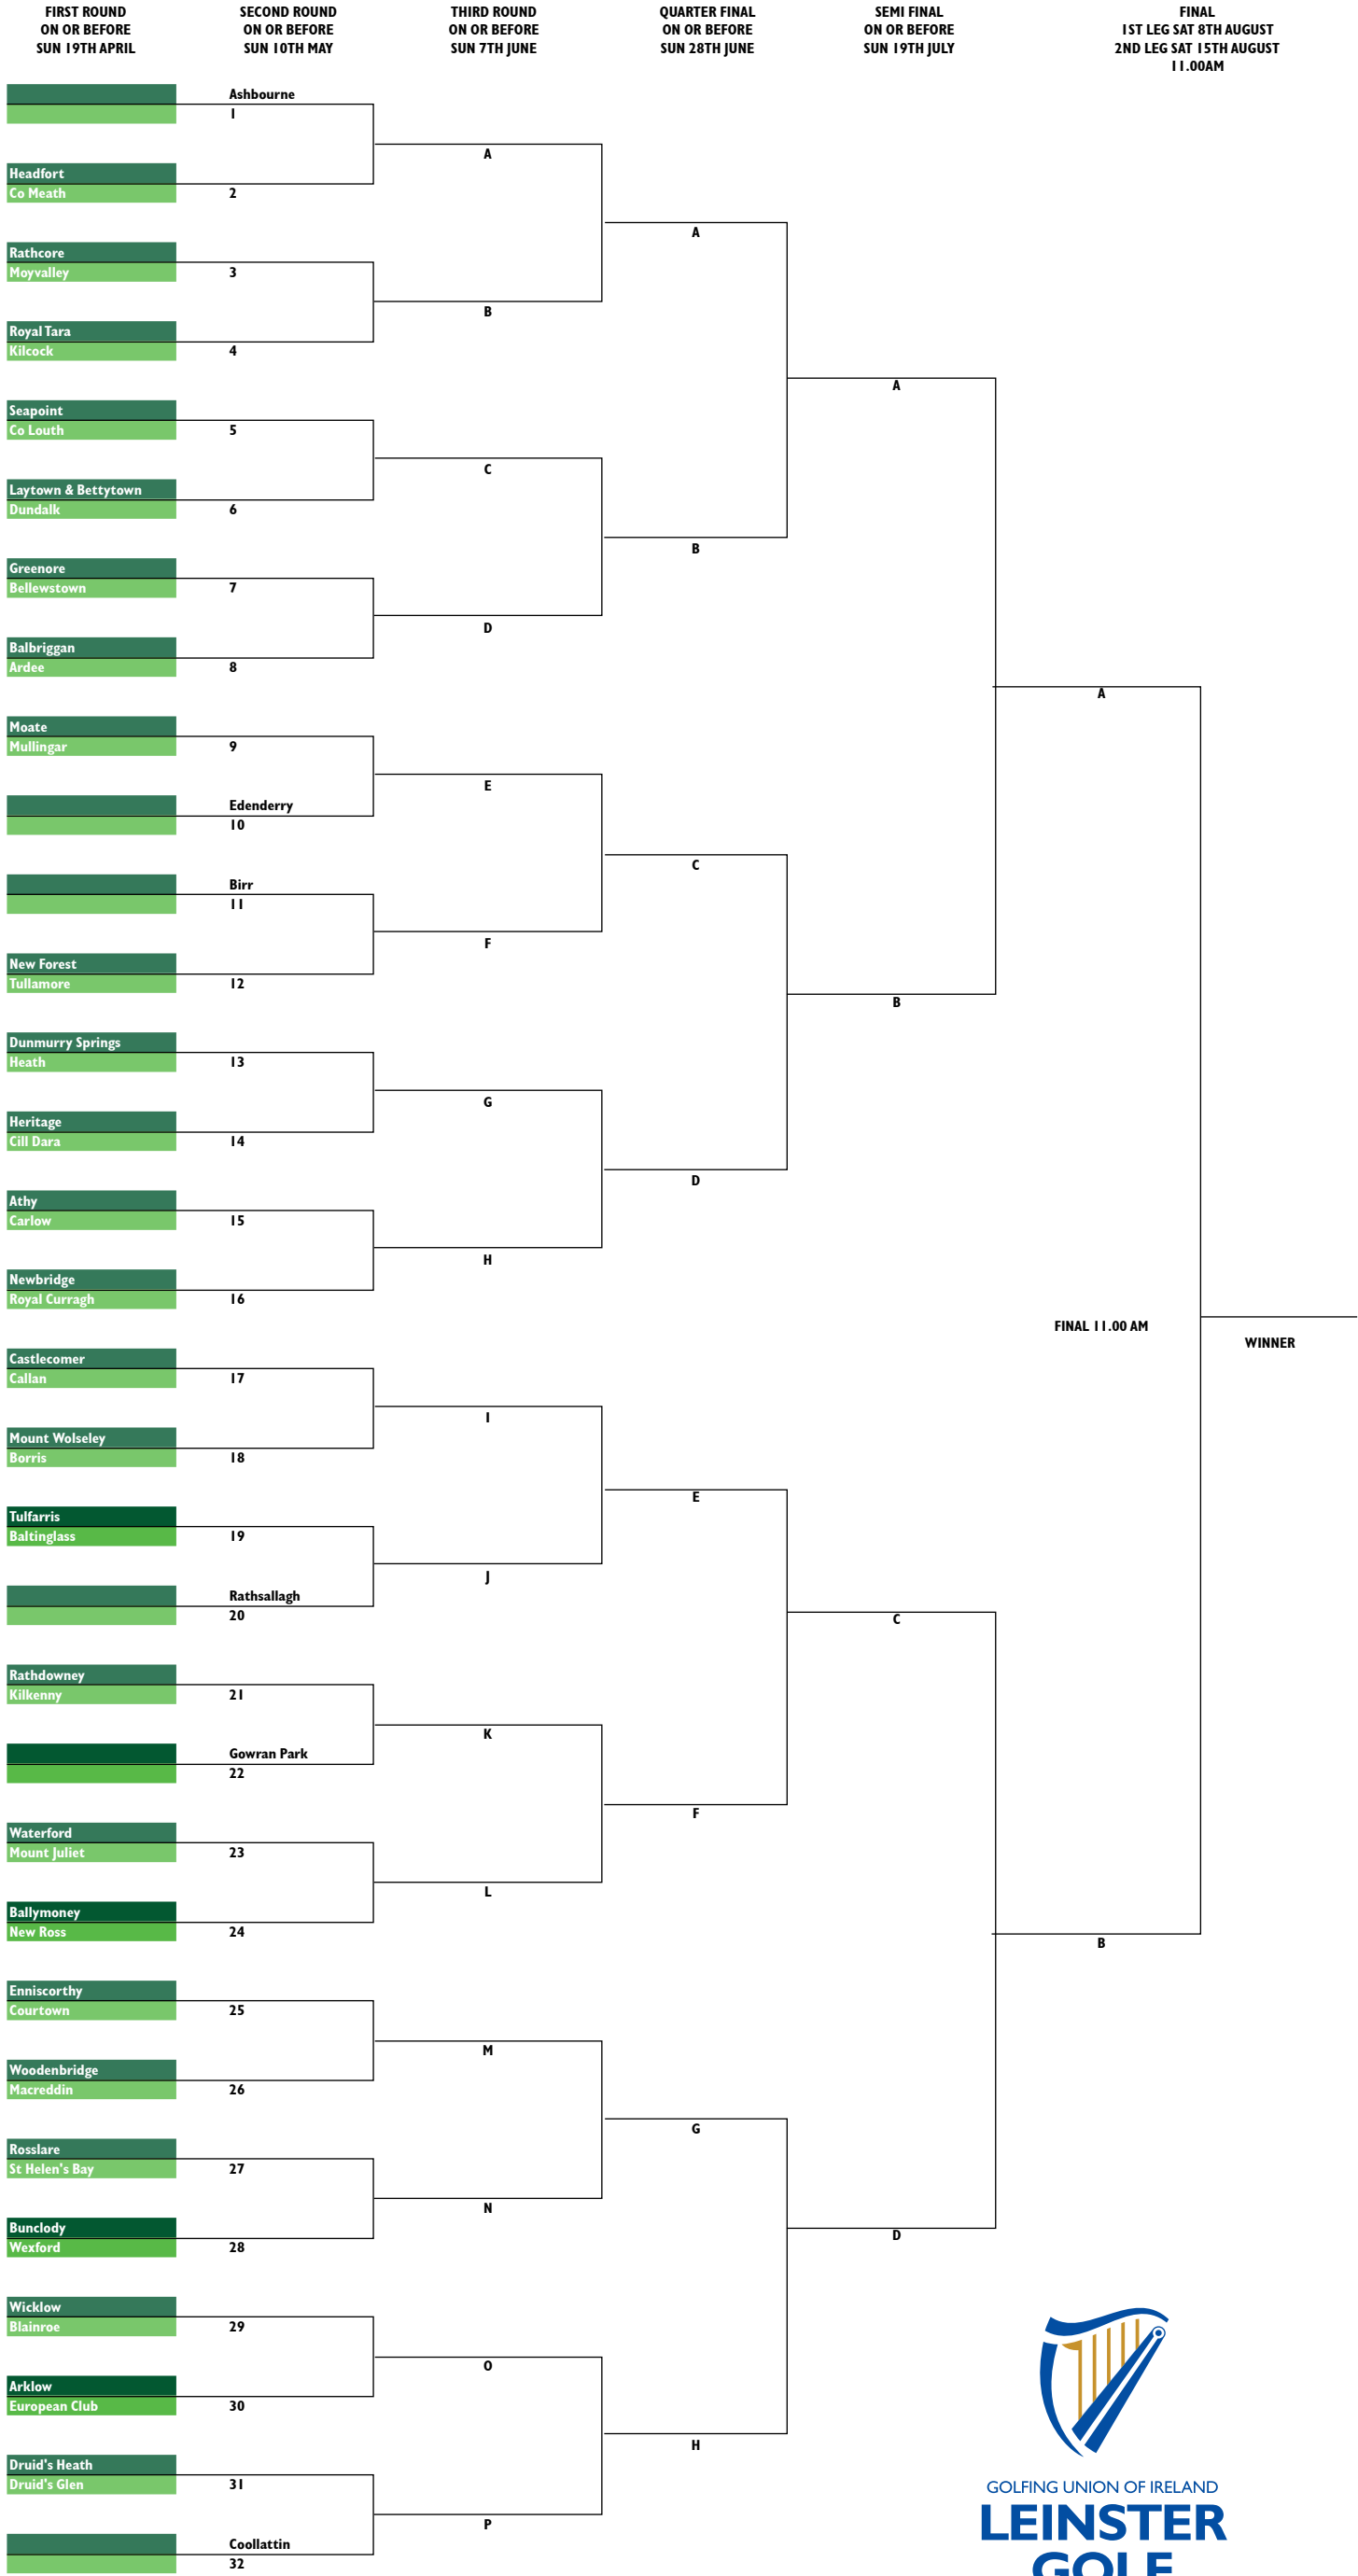 FIRST ROUND
ON OR BEFORE
SUN 19TH APRIL
SECOND ROUND
ON OR BEFORE
SUN 10TH MAY
THIRD ROUND
ON OR BEFORE
SUN 7TH JUNE
QUARTER FINAL
ON OR BEFORE
SUN 28TH JUNE
SEMI FINAL
ON OR BEFORE
SUN 19TH JULY
FINAL
1ST LEG SAT 8TH AUGUST
2ND LEG SAT 15TH AUGUST
11.00AM
Ashbourne
1
A
Headfort
Co Meath 2
A
Rathcore
Moyvalley 3
B
Royal Tara
Kilcock 4
A
Seapoint
Co Louth 5
C
Laytown & Bettytown
Dundalk 6
B
Greenore
Bellewstown 7
D
Balbriggan
Ardee 8
A
Moate
Mullingar 9
E
Edenderry
10
C
Birr
11
F
New Forest
Tullamore 12
B
Dunmurry Springs
Heath 13
G
Heritage
Cill Dara 14
D
Athy
Carlow 15
H
Newbridge
Royal Curragh 16
FINAL 11.00 AM
WINNER
Castlecomer
Callan 17
I
Mount Wolseley
Borris 18
E
Tulfarris
Baltinglass 19
J
Rathsallagh
20
C
Rathdowney
Kilkenny 21
K
Gowran Park
22
F
Waterford
Mount Juliet 23
L
Ballymoney
New Ross 24
B
Enniscorthy
Courtown 25
M
Woodenbridge
Macreddin 26
G
Rosslare
St Helen's Bay 27
N
Bunclody
Wexford 28
D
Wicklow
Blainroe 29
O
Arklow
European Club 30
H
Druid's Heath
Druid's Glen 31
P
Coollattin
32
GOLFING UNION OF IRELAND
LEINSTER
GOLF